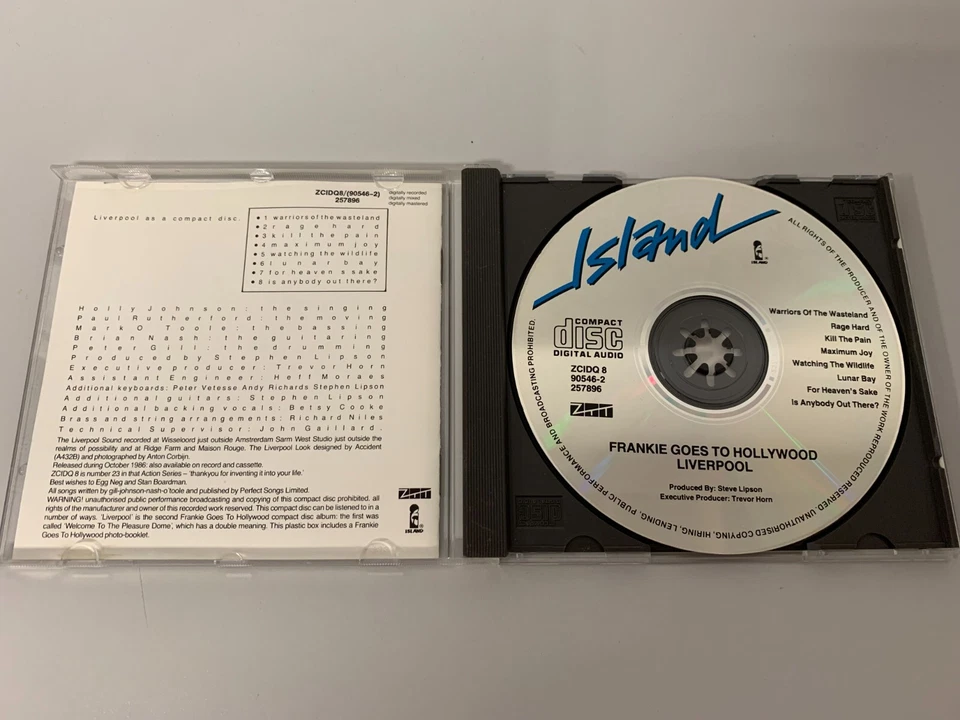 ZCIDQ8/(90546-2)
257896
digitally recorded
digitally mixed
digitally mastered
Liverpool as a compact disc.
• 1 warriors of the wasteland
• 2 rage hard
• 3 kill the pain
• 4 maximum joy
• 5 watching the wildlife
• 6 lunar bay
• 7 for heaven s sake
• 8 is anybody out there?
Holly Johnson: the singing
Paul Rutherford: the moving
Mark O Toole: the bassing
Brian Nash: the guitaring
Peter Gill: the drumming
Produced by Stephen Lipson
Executive producer: Trevor Horn
Assistant Engineer: Heff Moraes
Additional keyboards: Peter Vetesse Andy Richards Stephen Lipson
Additional guitars: Stephen Lipson
Additional backing vocals: Betsy Cooke
Brass and string arrangements: Richard Niles
Technical Supervisor: John Gaillard.
The Liverpool Sound recorded at Wisseloord just outside Amsterdam Sarm West Studio just outside the
realms of possibility and at Ridge Farm and Maison Rouge. The Liverpool Look designed by Accident
(A432B) and photographed by Anton Corbijn.
Released during October 1986: also available on record and cassette.
ZCIDQ 8 is number 23 in that Action Series – 'thankyou for inventing it into your life.'
Best wishes to Egg Neg and Stan Boardman.
All songs written by gill-johnson-nash-o'toole and published by Perfect Songs Limited.
WARNING! unauthorised public performance broadcasting and copying of this compact disc prohibited. all
rights of the manufacturer and owner of this recorded work reserved. This compact disc can be listened to in a
number of ways. 'Liverpool' is the second Frankie Goes To Hollywood compact disc album: the first was
called 'Welcome To The Pleasure Dome', which has a double meaning. This plastic box includes a Frankie
Goes To Hollywood photo-booklet.
ZTT
ISLAND
Island
ISLAND
ALL RIGHTS OF THE PRODUCER AND OF THE OWNER OF THE WORK REPRODUCED RESERVED. UNAUTHORISED COPYING, HIRING, LENDING, PUBLIC PERFORMANCE AND BROADCASTING PROHIBITED.
COMPACT
disc
DIGITAL AUDIO
ZCIDQ 8
90546-2
257896
ZTT
Warriors Of The Wasteland
Rage Hard
Kill The Pain
Maximum Joy
Watching The Wildlife
Lunar Bay
For Heaven's Sake
Is Anybody Out There?
FRANKIE GOES TO HOLLYWOOD
LIVERPOOL
Produced By: Steve Lipson
Executive Producer: Trevor Horn